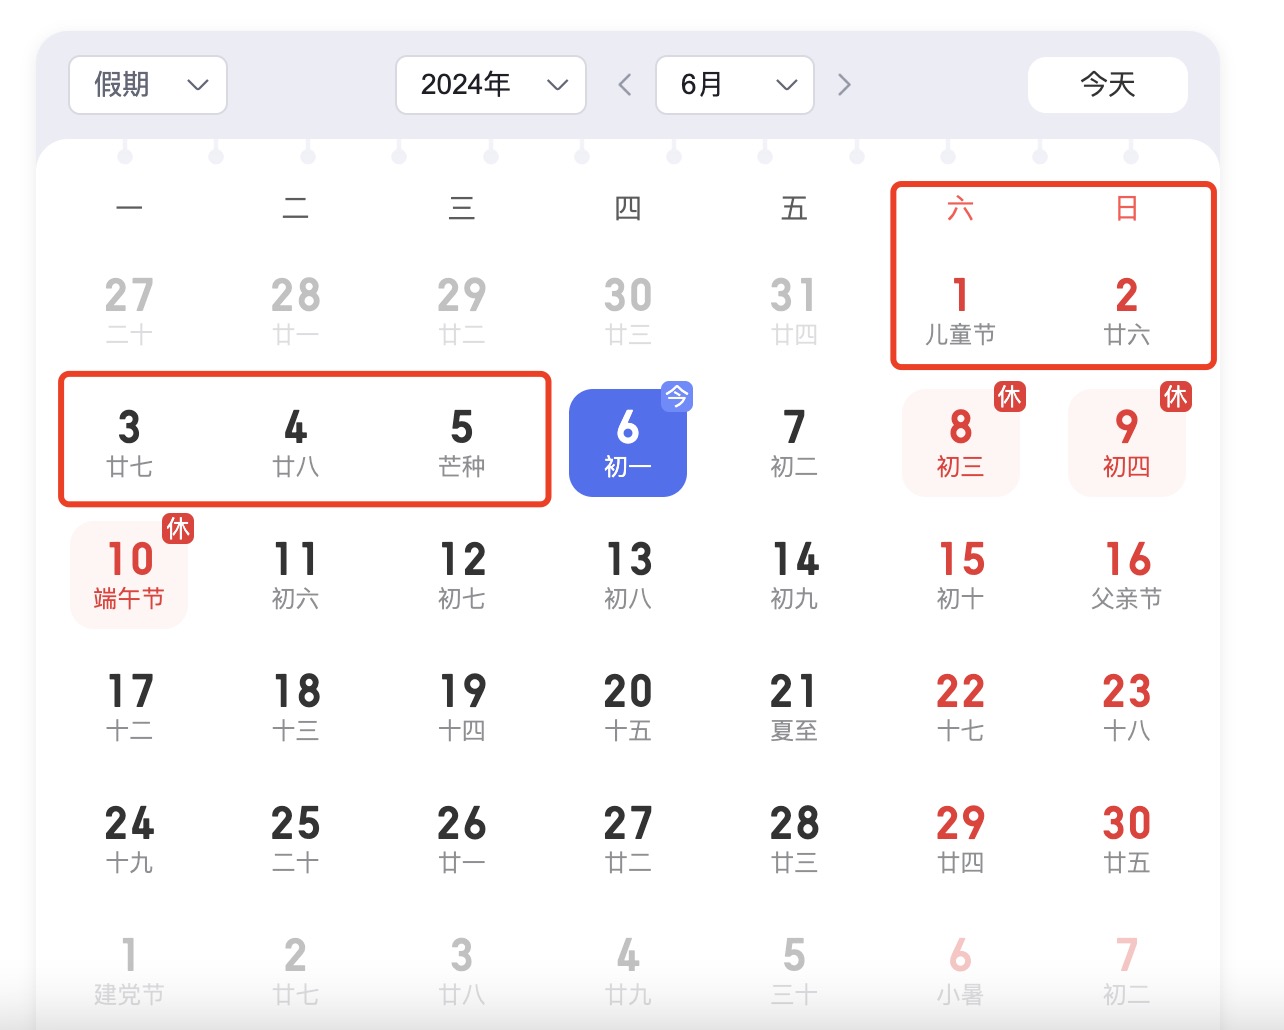 假期 2024年 6月 今天
一 二 三 四 五 六 日
27 28 29 30 31 1 2
二十 廿一 廿二 廿三 廿四 儿童节 廿六
今 休 休
3 4 5 6 7 8 9
廿七 廿八 芒种 初一 初二 初三 初四
休
10 11 12 13 14 15 16
端午节 初六 初七 初八 初九 初十 父亲节
17 18 19 20 21 22 23
十二 十三 十四 十五 夏至 十七 十八
24 25 26 27 28 29 30
十九 二十 廿一 廿二 廿三 廿四 廿五
1 2 3 4 5 6 7
建党节 廿七 廿八 廿九 三十 小暑 初二